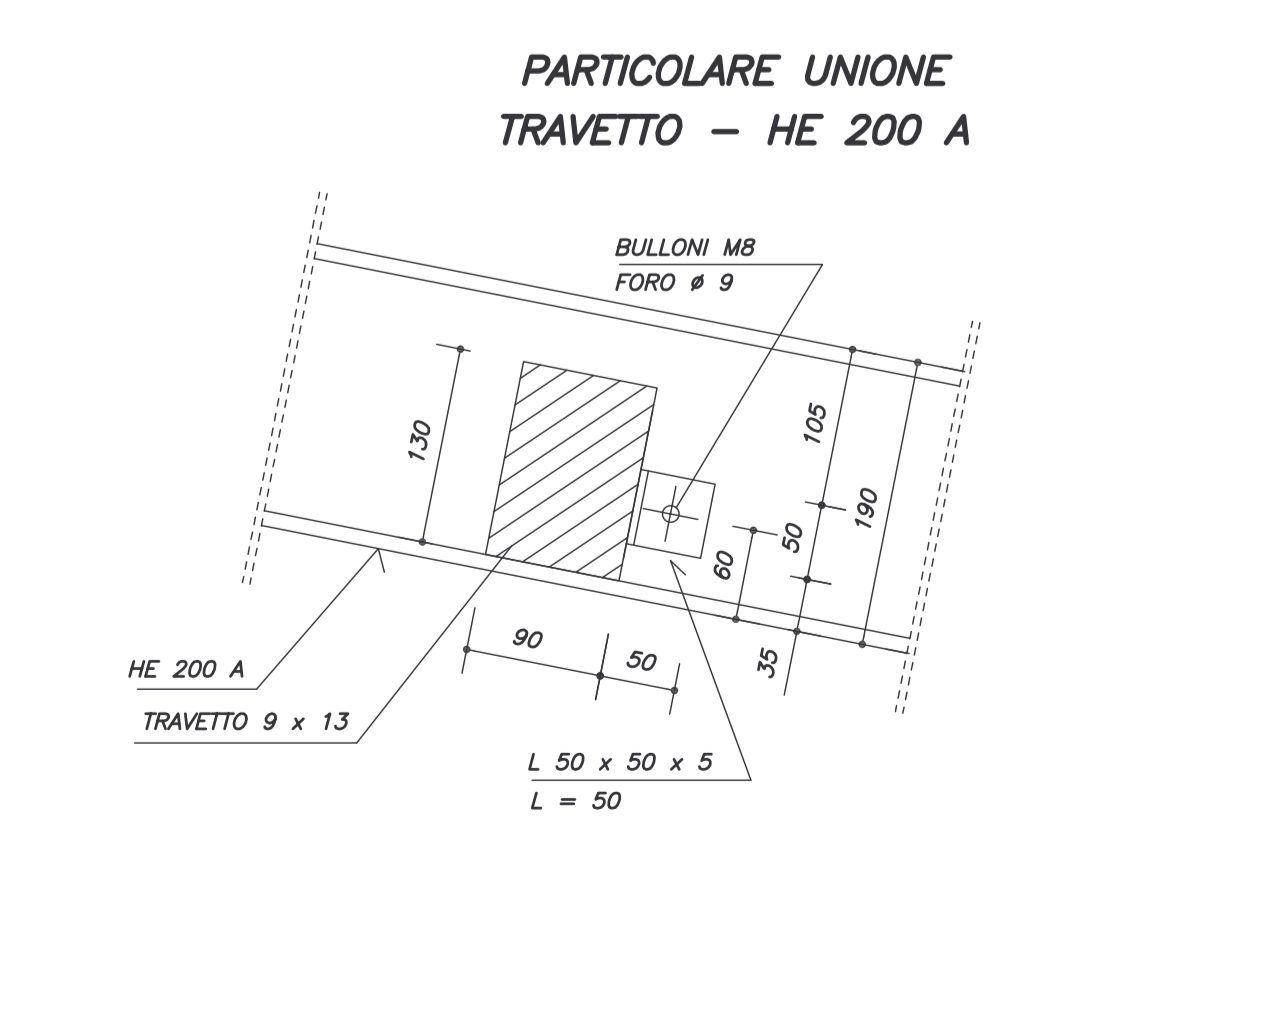 PARTICOLARE UNIONE
TRAVETTO - HE 200 A
BULLONI M8
FORO ø 9
130
105
190
50
60
35
90
50
HE 200 A
TRAVETTO 9 x 13
L 50 x 50 x 5
L = 50